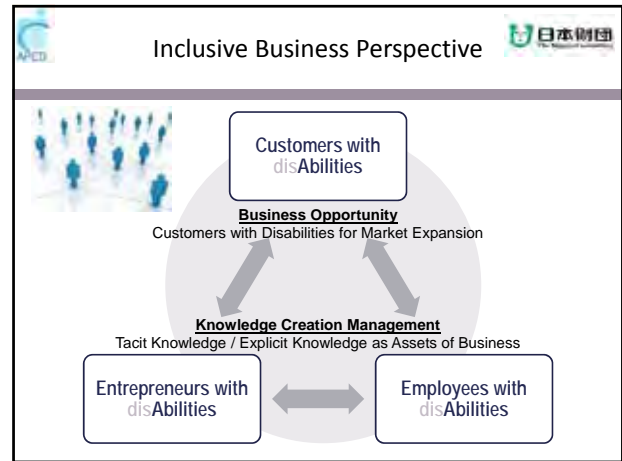 APCD
Inclusive Business Perspective
日本財団
Customers with
disAbilities
Business Opportunity
Customers with Disabilities for Market Expansion
Knowledge Creation Management
Tacit Knowledge / Explicit Knowledge as Assets of Business
Entrepreneurs with
disAbilities
Employees with
disAbilities